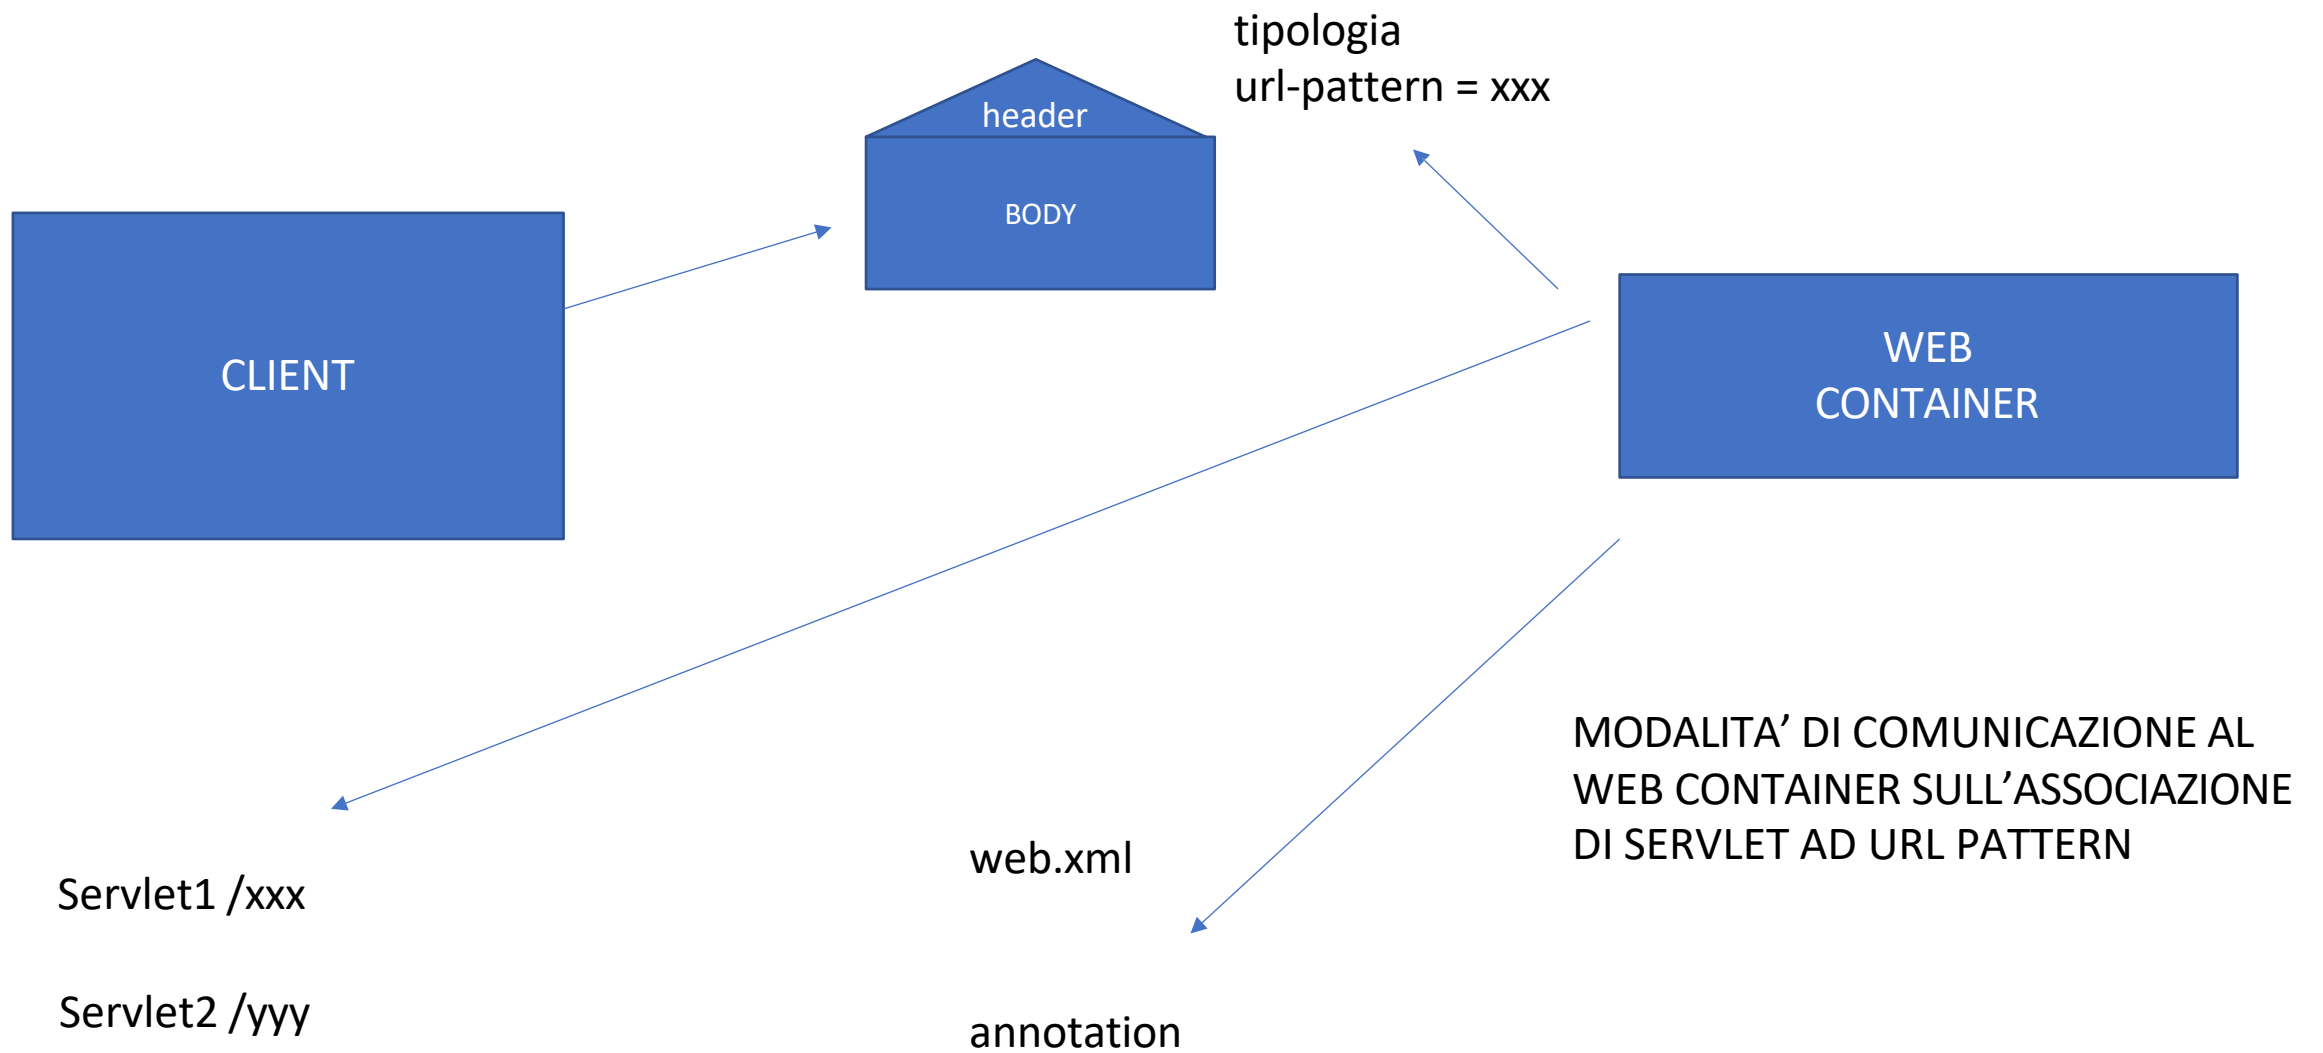 tipologia
url-pattern = xxx
header
BODY
CLIENT
WEB
CONTAINER
MODALITA’ DI COMUNICAZIONE AL
WEB CONTAINER SULL’ASSOCIAZIONE
DI SERVLET AD URL PATTERN
web.xml
annotation
Servlet1 /xxx
Servlet2 /yyy